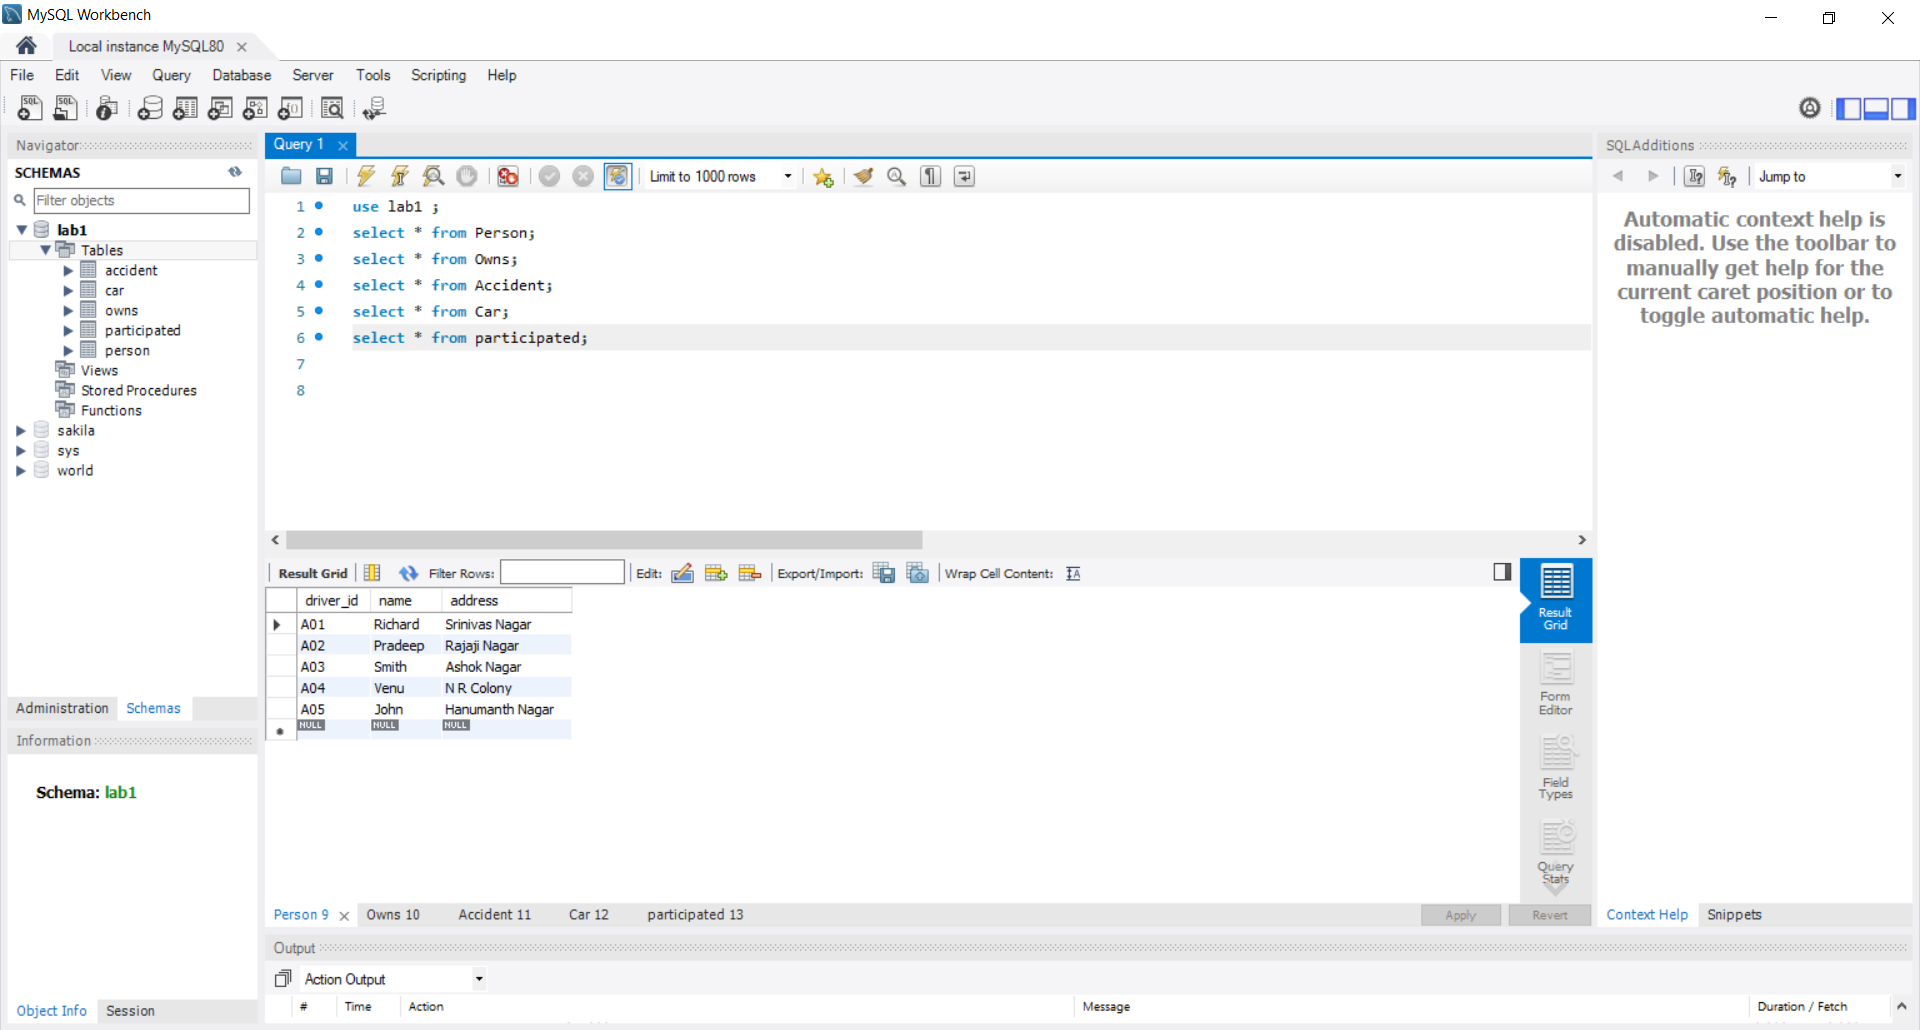 MySQL Workbench
Local instance MySQL80
File Edit View Query Database Server Tools Scripting Help
Navigator
SCHEMAS
Filter objects
lab1
Tables
accident
car
owns
participated
person
Views
Stored Procedures
Functions
sakila
sys
world
Administration Schemas
Information
Schema: lab1
Object Info Session
Query 1
Limit to 1000 rows
1 use lab1 ;
2 select * from Person;
3 select * from Owns;
4 select * from Accident;
5 select * from Car;
6 select * from participated;
7
8
Result Grid Filter Rows: Edit: Export/Import: Wrap Cell Content:
driver_id name address
A01 Richard Srinivas Nagar
A02 Pradeep Rajaji Nagar
A03 Smith Ashok Nagar
A04 Venu N R Colony
A05 John Hanumanth Nagar
NULL NULL NULL
Result
Grid
Form
Editor
Field
Types
Query
Stats
Person 9 Owns 10 Accident 11 Car 12 participated 13
Apply Revert
Output
Action Output
# Time Action Message Duration / Fetch
SQLAdditions
Jump to
Automatic context help is
disabled. Use the toolbar to
manually get help for the
current caret position or to
toggle automatic help.
Context Help Snippets